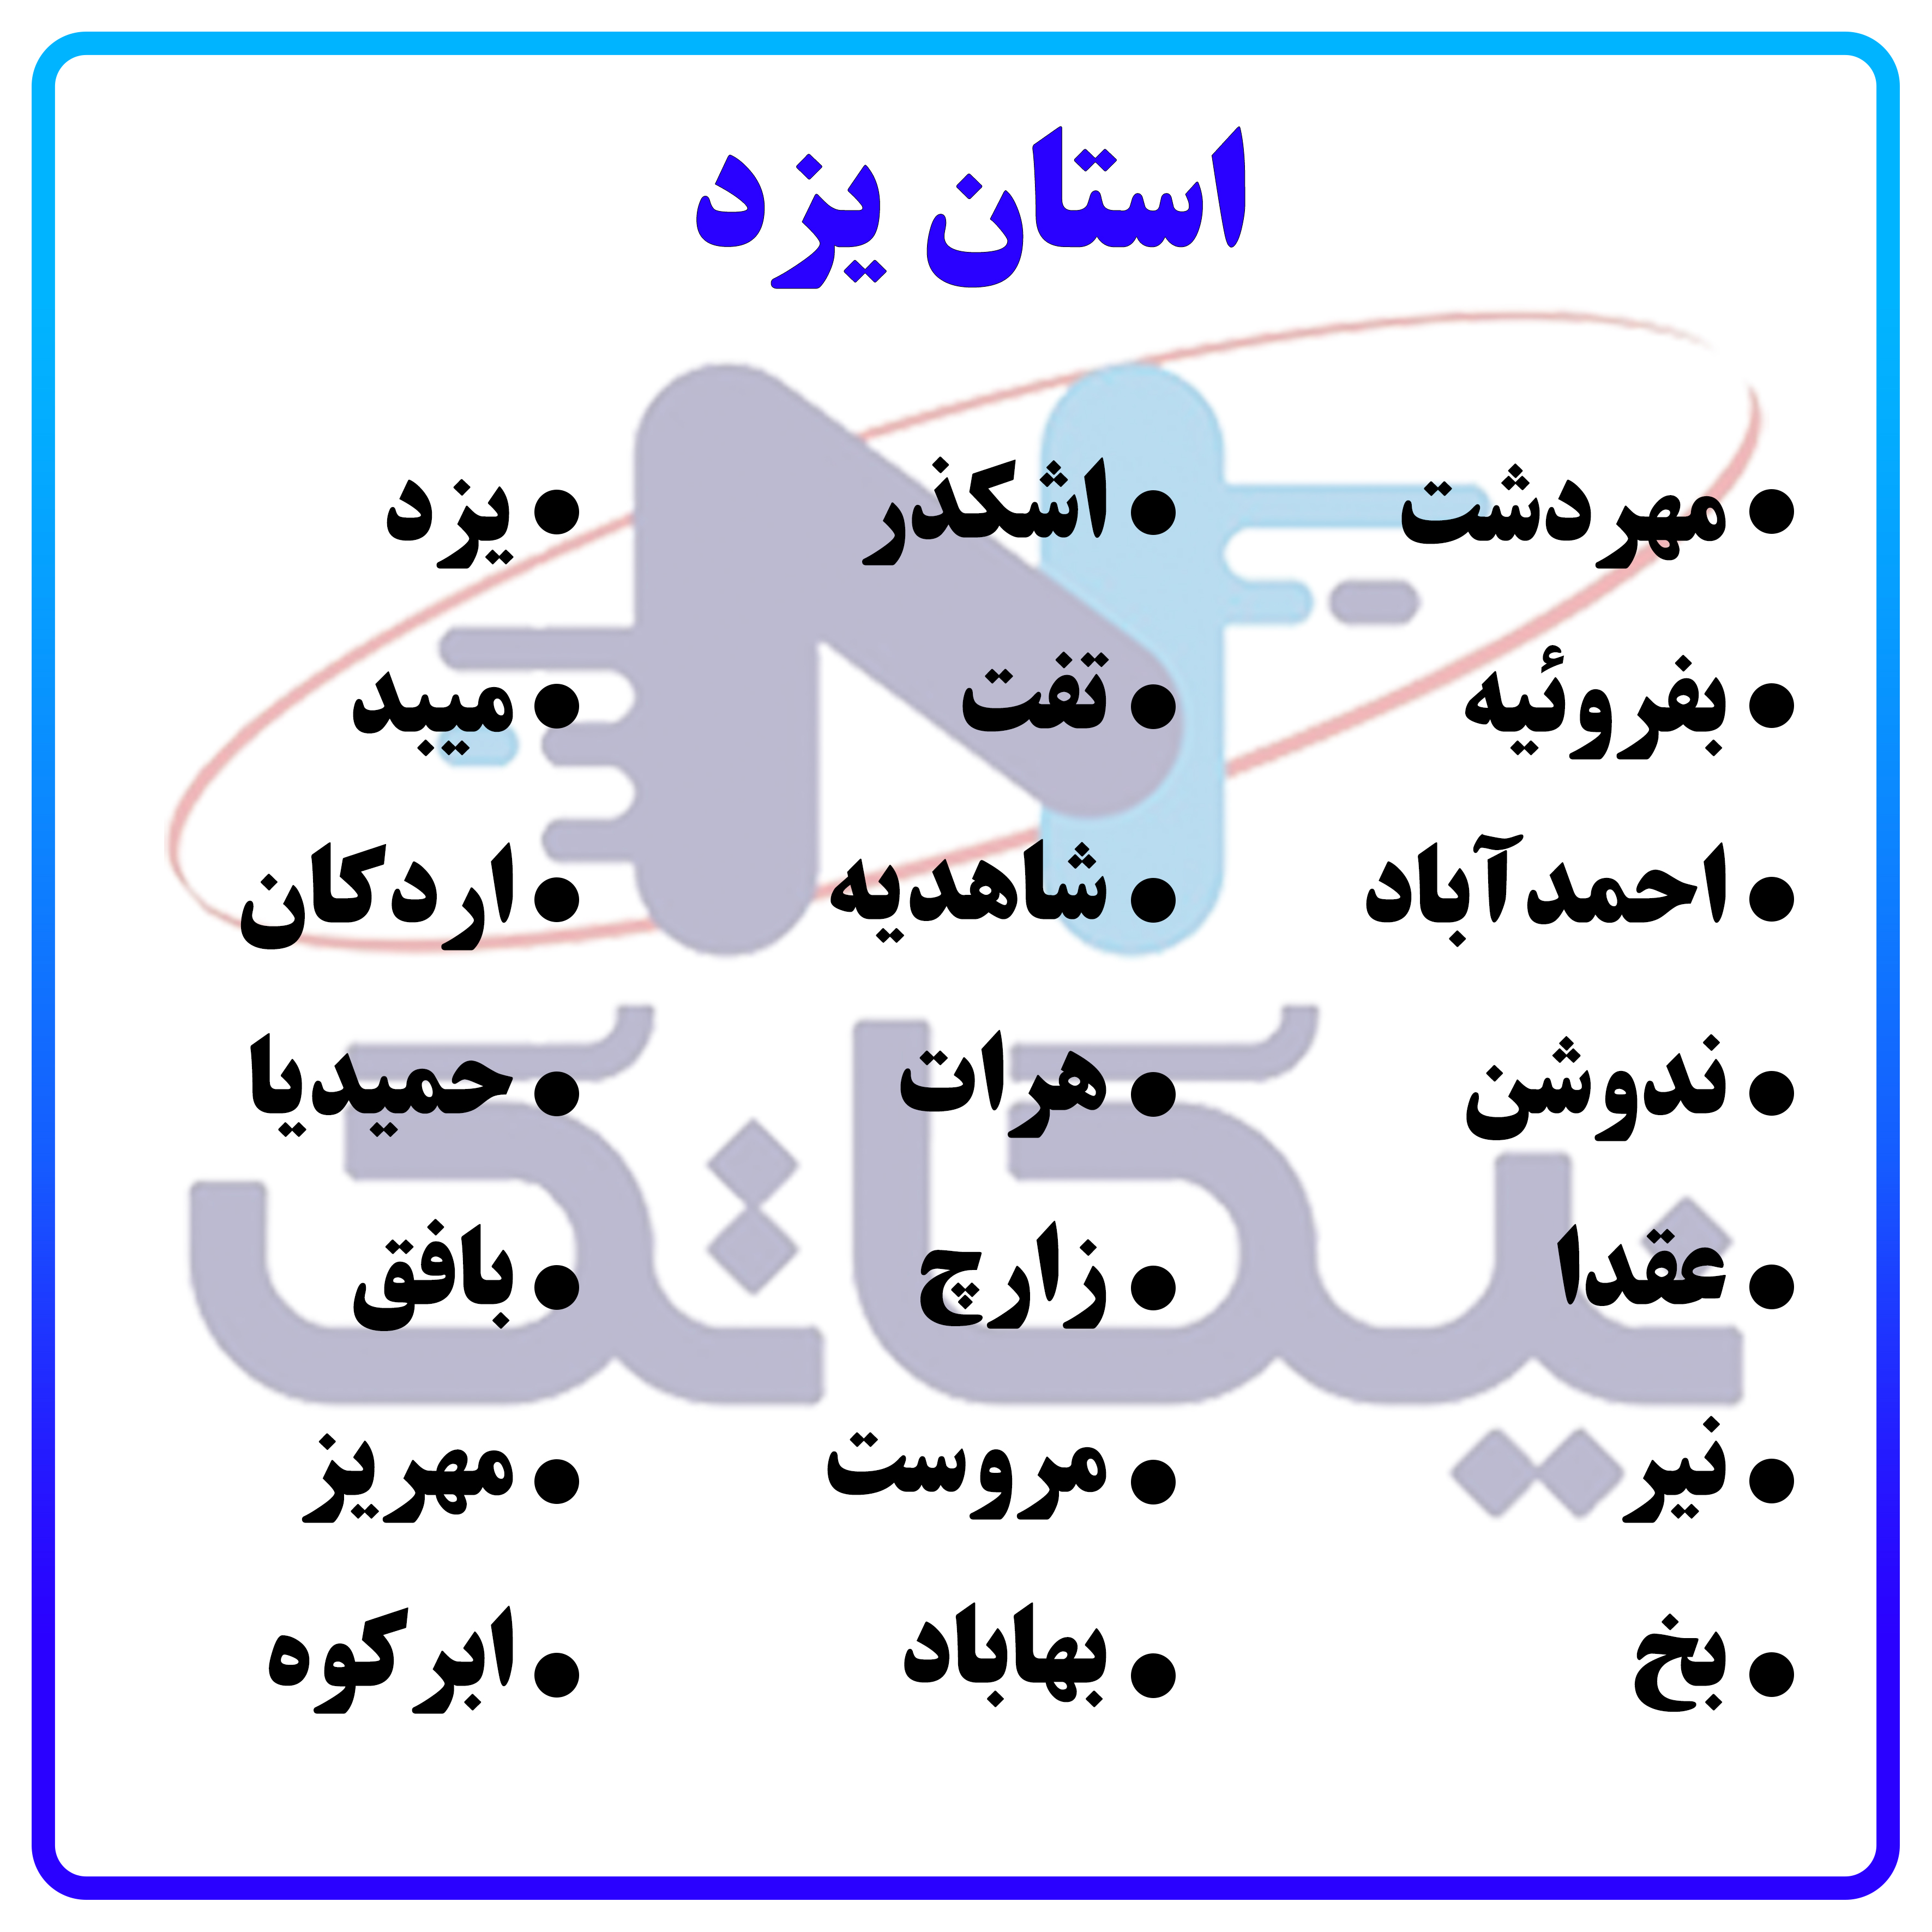 استان یزد
• مهردشت • اشکذر • یزد
• بفروئیه • تفت • میبد
• احمدآباد • شاهدیه • اردکان
• ندوشن • هرات • حمیدیا
• عقدا • زارچ • بافق
• نیر • مروست • مهریز
• بخ • بهاباد • ابرکوه
نیکاتک